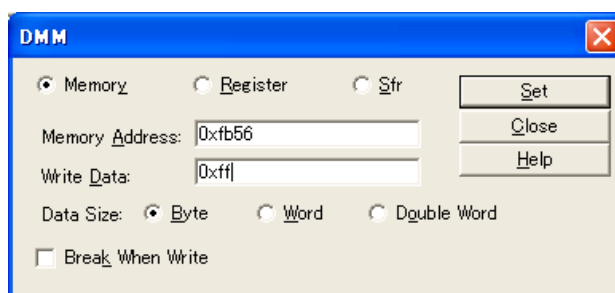 DMM
Memory Register Sfr Set
Memory Address: 0xfb56 Close
Write Data: 0xff Help
Data Size: Byte Word Double Word
Break When Write